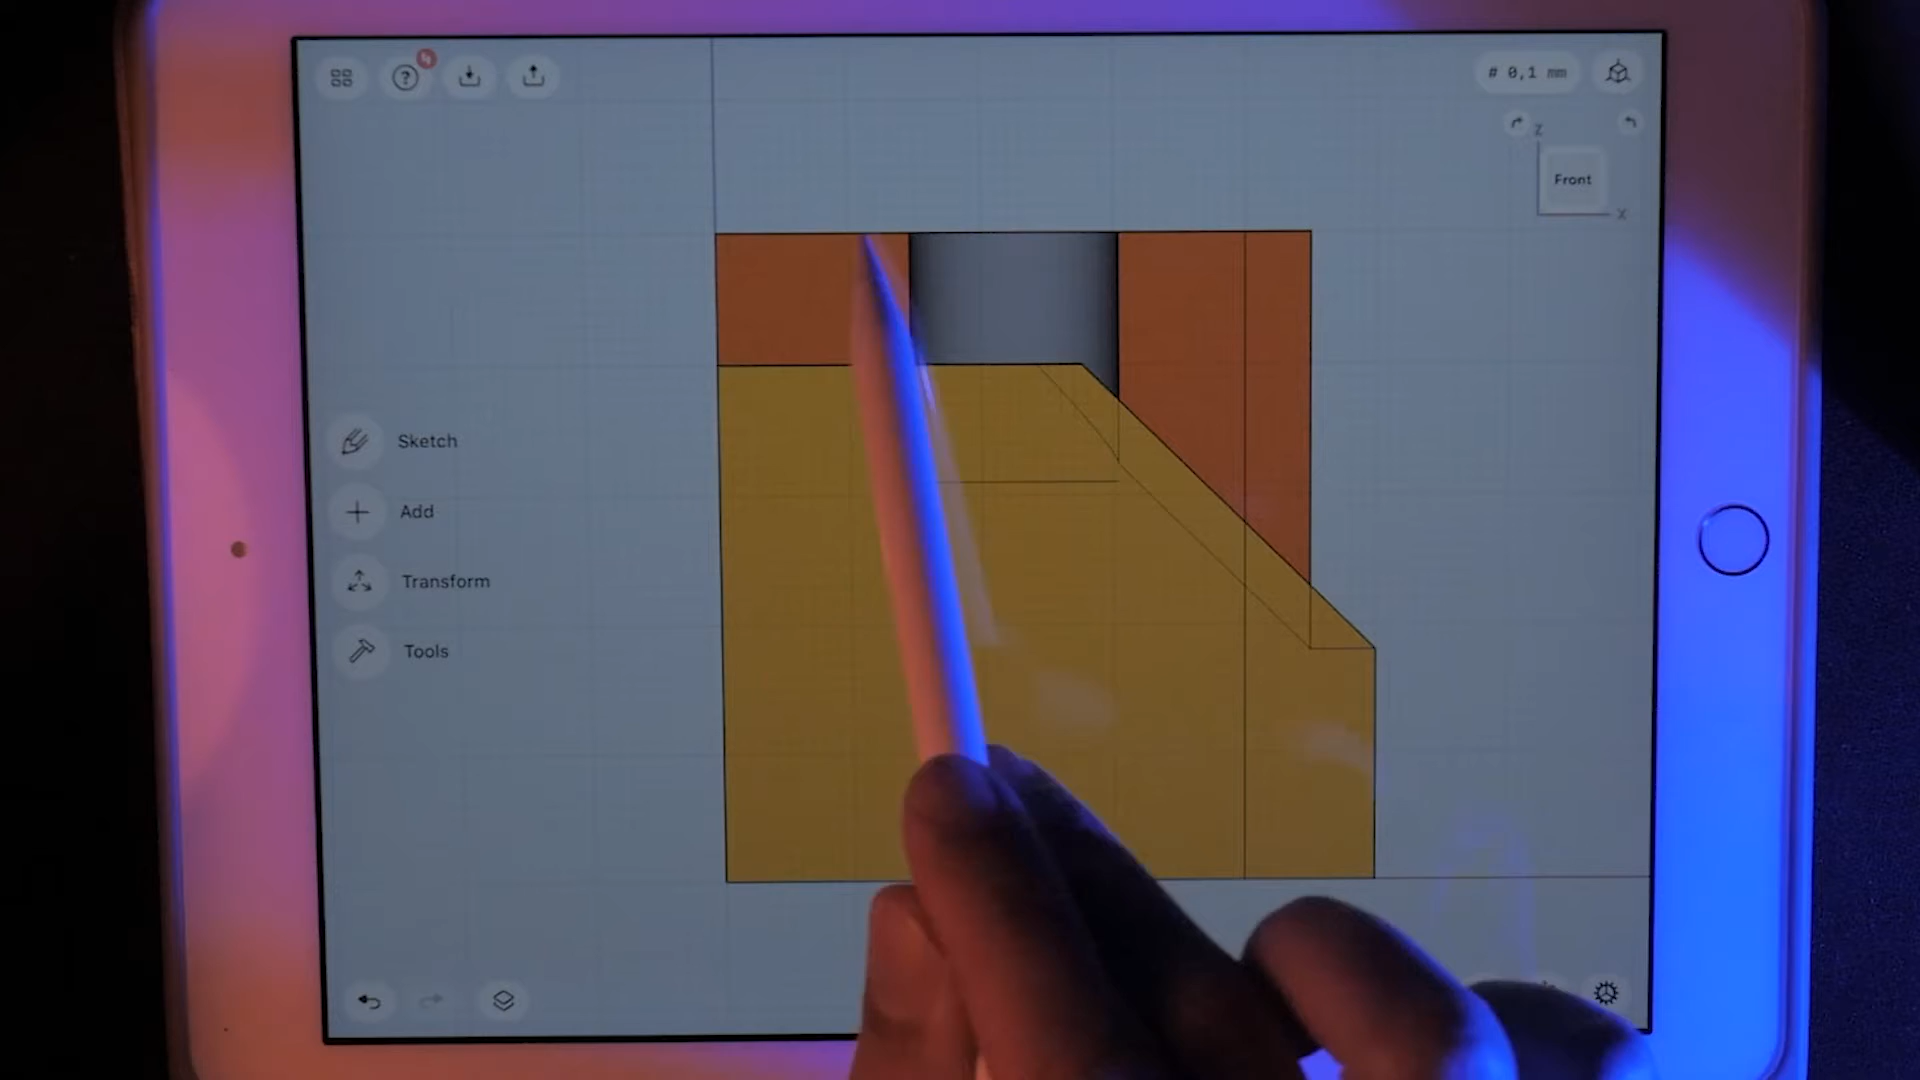 ?
# 0,1 mm
Z
Front
X
Sketch
Add
Transform
Tools